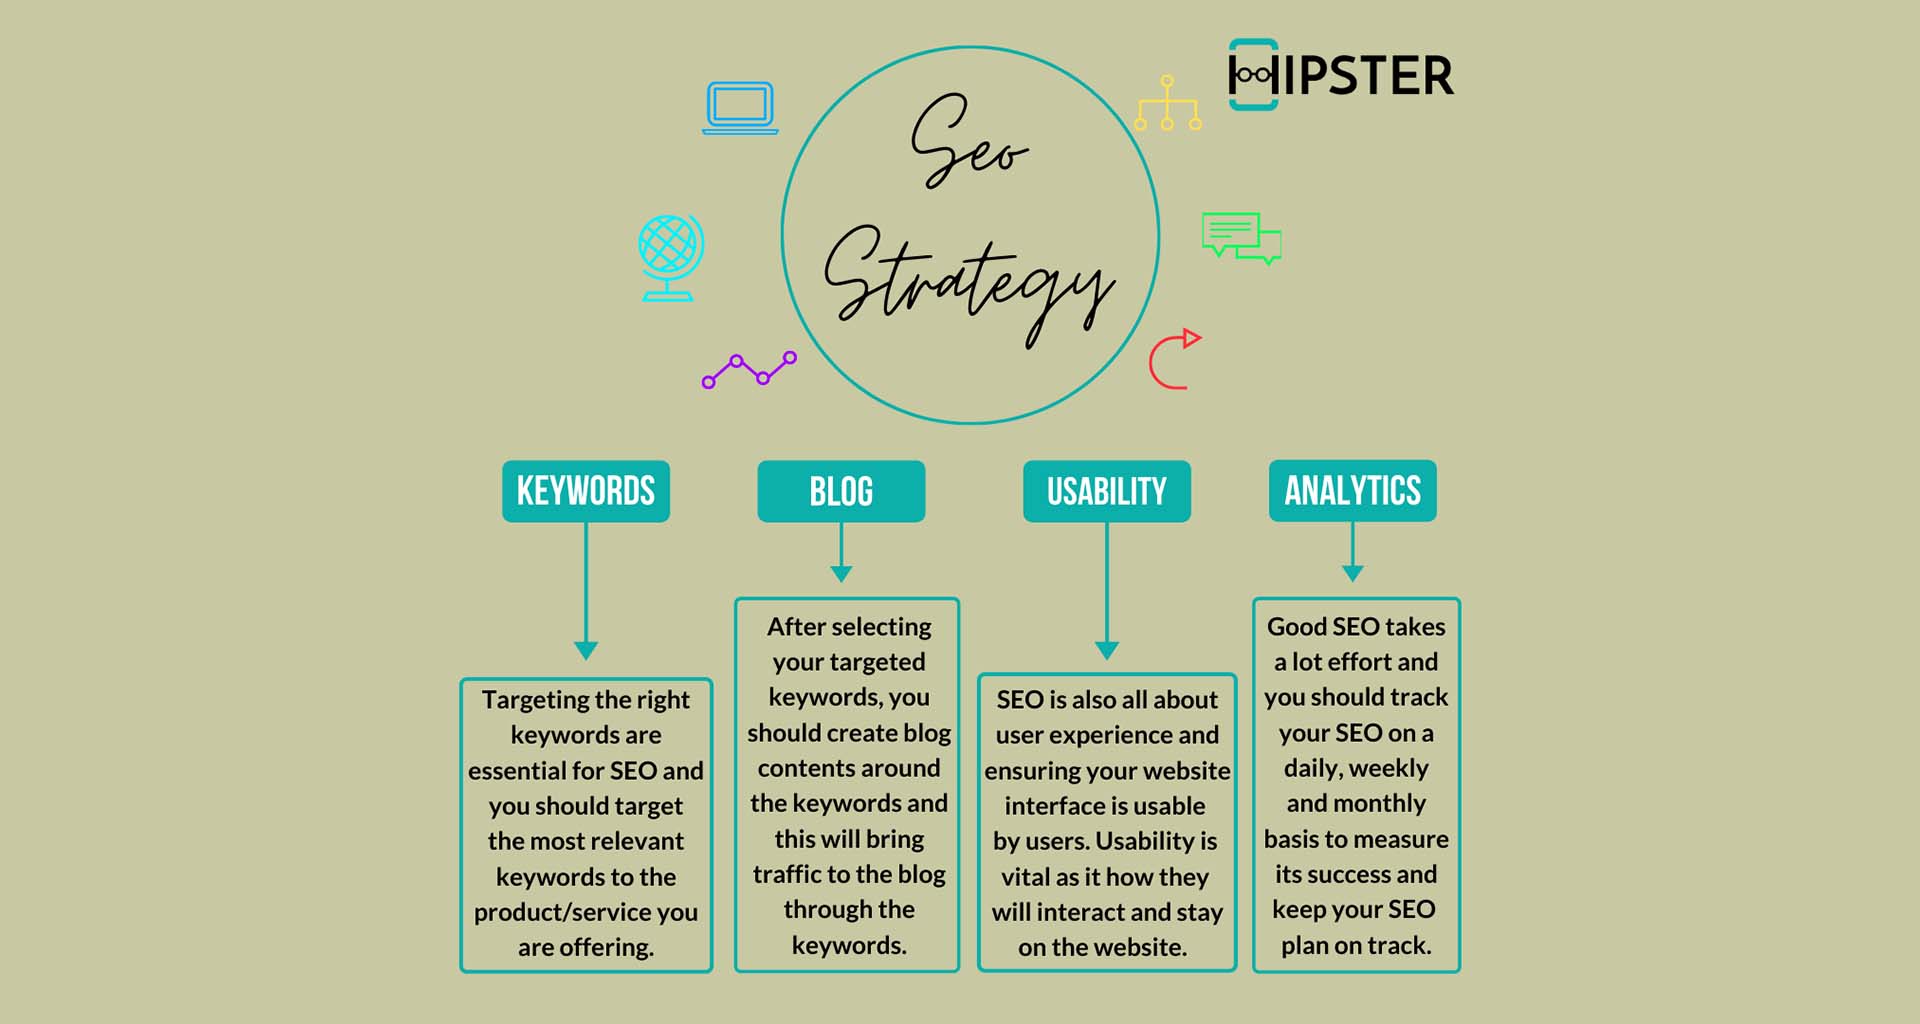 HIPSTER
Seo
Strategy
KEYWORDS
Targeting the right
keywords are
essential for SEO and
you should target
the most relevant
keywords to the
product/service you
are offering.
BLOG
After selecting
your targeted
keywords, you
should create blog
contents around
the keywords and
this will bring
traffic to the blog
through the
keywords.
USABILITY
SEO is also all about
user experience and
ensuring your website
interface is usable
by users. Usability is
vital as it how they
will interact and stay
on the website.
ANALYTICS
Good SEO takes
a lot effort and
you should track
your SEO on a
daily, weekly
and monthly
basis to measure
its success and
keep your SEO
plan on track.